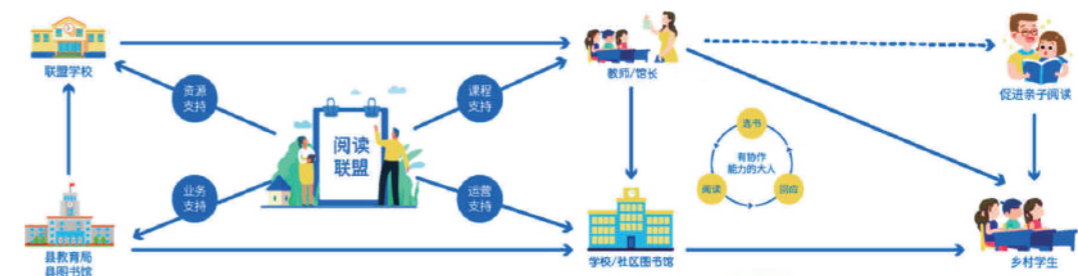 联盟学校
教师/馆长
促进亲子阅读
资源
支持
课程
支持
阅读
联盟
选书
有协作
能力的大人
阅读
回应
业务
支持
运营
支持
县教育局
县图书馆
学校/社区图书馆
乡村学生